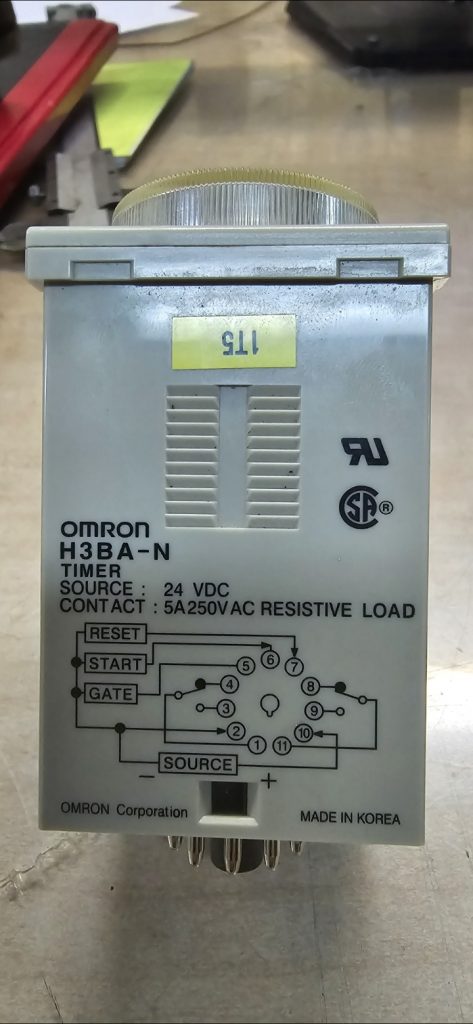 1T5
OMRON
H3BA-N
TIMER
SOURCE : 24 VDC
CONTACT : 5A250VAC RESISTIVE LOAD
RESET
START
GATE
6
5
7
4
8
3
9
2
10
1
11
SOURCE
− +
OMRON Corporation
MADE IN KOREA